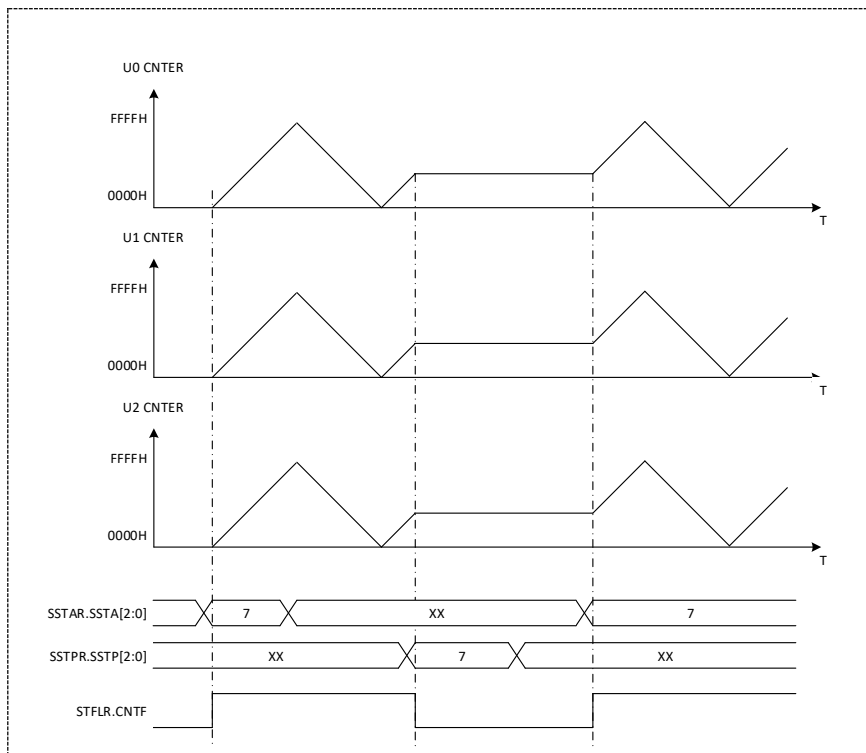 U0 CNTER
FFFFH
0000H
T
U1 CNTER
FFFFH
0000H
T
U2 CNTER
FFFFH
0000H
T
SSTAR.SSTA[2:0] 7 XX 7
SSTPR.SSTP[2:0] XX 7 XX
STFLR.CNTF